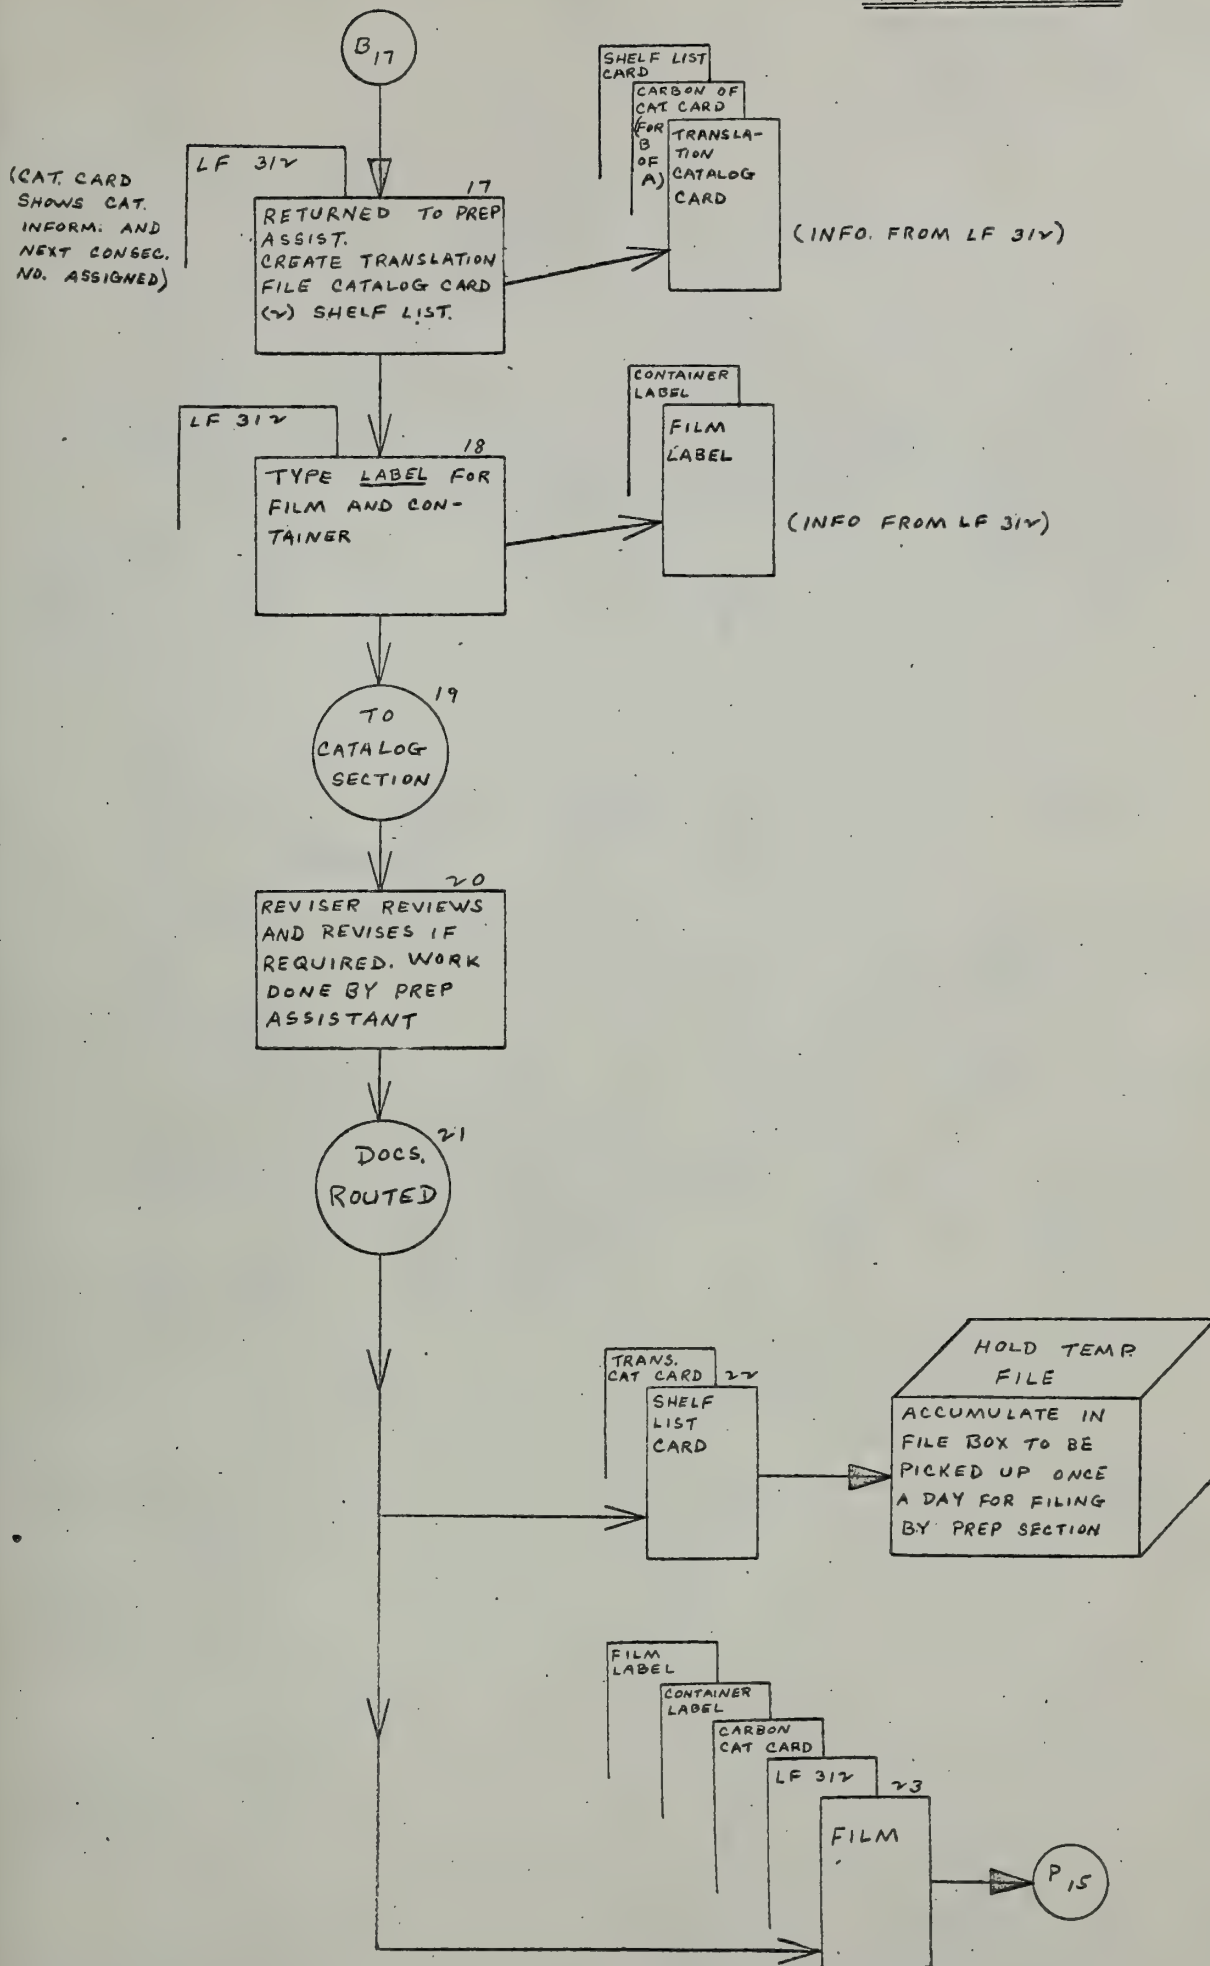 B17
SHELF LIST
CARD
CARBON OF
CAT. CARD
(FOR
B
OF
A)
TRANSLA-
TION
CATALOG
CARD
(INFO. FROM LF 312)
(CAT. CARD
SHOWS CAT.
INFORM. AND
NEXT CONSEC.
NO. ASSIGNED)
LF 312
17
RETURNED TO PREP
ASSIST.
CREATE TRANSLATION
FILE CATALOG CARD
(2) SHELF LIST.
CONTAINER
LABEL
FILM
LABEL
(INFO FROM LF 312)
LF 312
18
TYPE LABEL FOR
FILM AND CON-
TAINER
19
TO
CATALOG
SECTION
20
REVISER REVIEWS
AND REVISES IF
REQUIRED. WORK
DONE BY PREP
ASSISTANT
21
DOCS.
ROUTED
TRANS.
CAT CARD
22
SHELF
LIST
CARD
HOLD TEMP.
FILE
ACCUMULATE IN
FILE BOX TO BE
PICKED UP ONCE
A DAY FOR FILING
BY PREP SECTION
FILM
LABEL
CONTAINER
LABEL
CARBON
CAT CARD
LF 312
23
FILM
P15